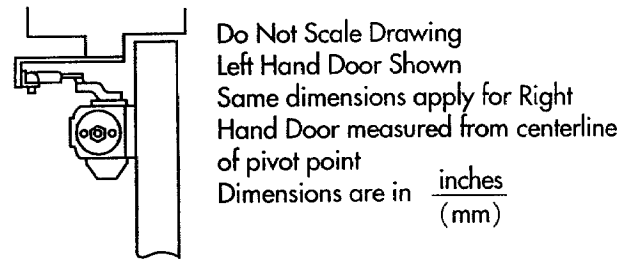 Do Not Scale Drawing
Left Hand Door Shown
Same dimensions apply for Right
Hand Door measured from centerline
of pivot point
Dimensions are in inches
(mm)